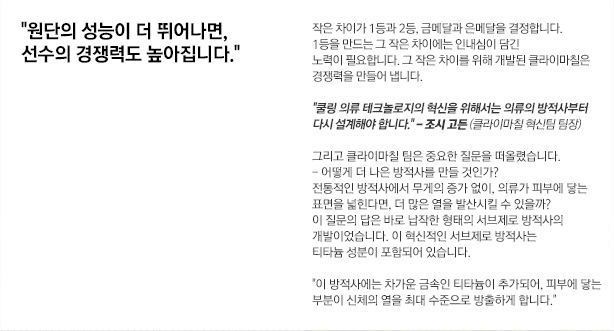 "원단의 성능이 더 뛰어나면,
선수의 경쟁력도 높아집니다."
작은 차이가 1등과 2등, 금메달과 은메달을 결정합니다.
1등을 만드는 그 작은 차이에는 인내심이 담긴
노력이 필요합니다. 그 작은 차이를 위해 개발된 클라이마칠은
경쟁력을 만들어 냅니다.
"쿨링 의류 테크놀로지의 혁신을 위해서는 의류의 방적사부터
다시 설계해야 합니다." – 조시 고든 (클라이마칠 혁신팀 팀장)
그리고 클라이마칠 팀은 중요한 질문을 떠올렸습니다.
– 어떻게 더 나은 방적사를 만들 것인가?
전통적인 방적사에서 무게의 증가 없이, 의류가 피부에 닿는
표면을 넓힌다면, 더 많은 열을 발산시킬 수 있을까?
이 질문의 답은 바로 납작한 형태의 서브제로 방적사의
개발이었습니다. 이 혁신적인 서브제로 방적사는
티타늄 성분이 포함되어 있습니다.
"이 방적사에는 차가운 금속인 티타늄이 추가되어, 피부에 닿는
부분이 신체의 열을 최대 수준으로 방출하게 합니다."